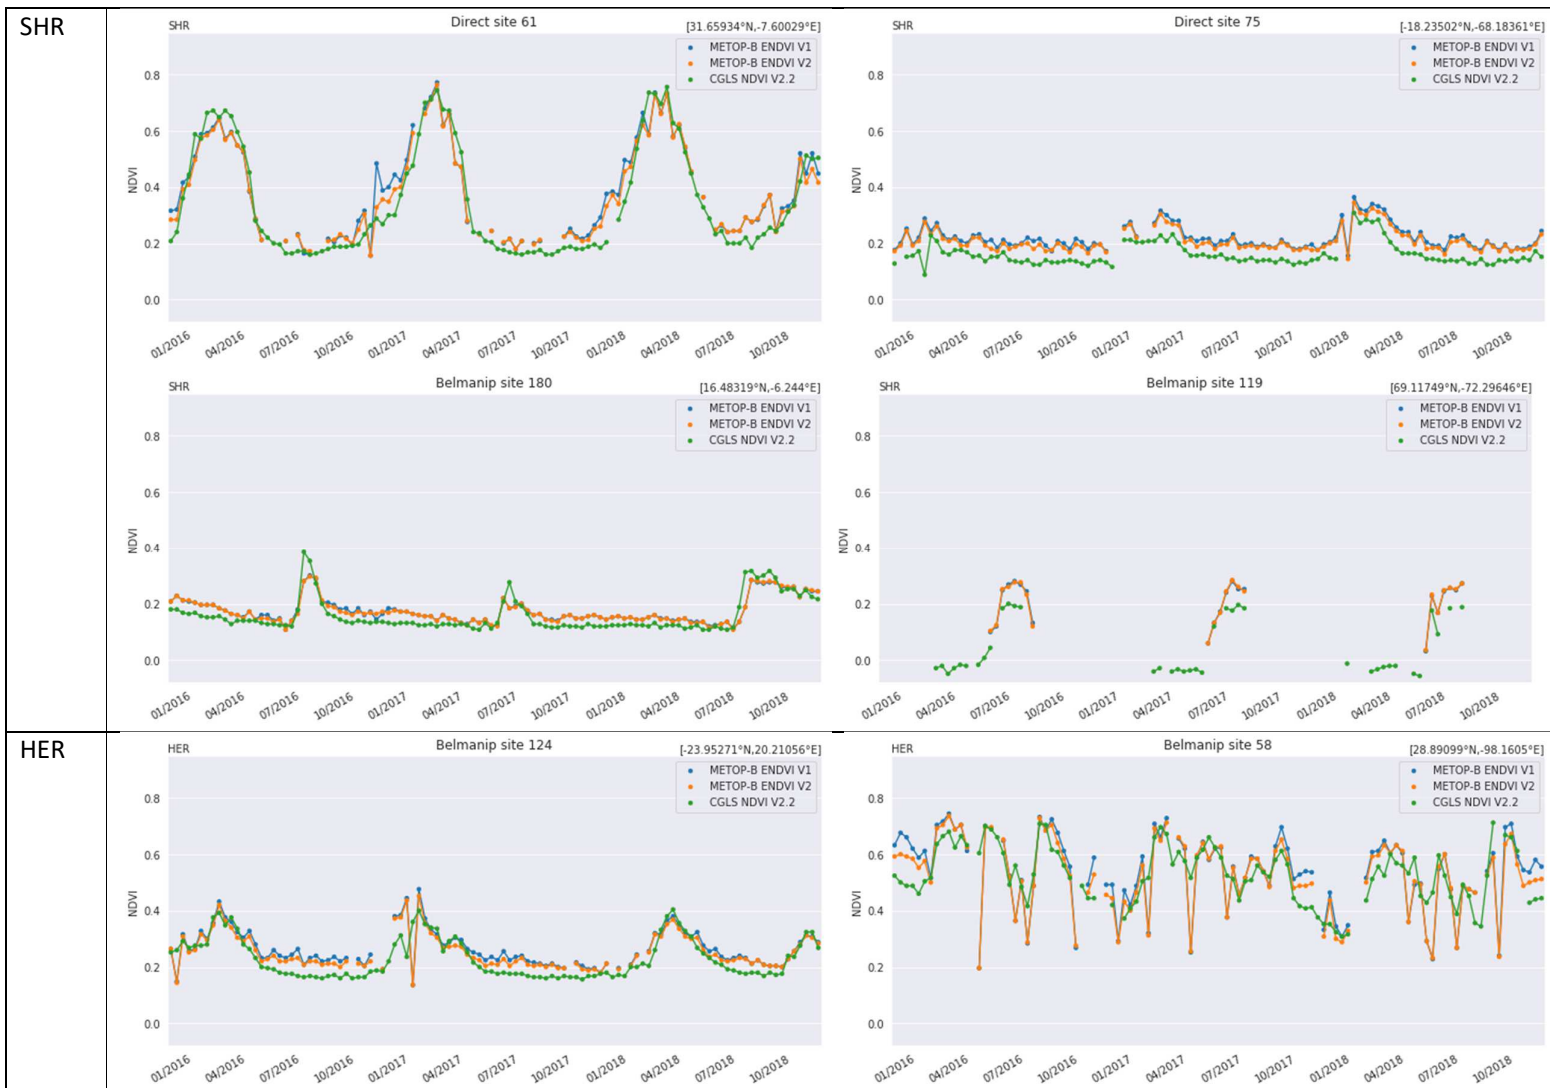 SHR
SHR Direct site 61 [31.65934°N,-7.60029°E]
METOP-B ENDVI V1
METOP-B ENDVI V2
CGLS NDVI V2.2
NDVI
0.8
0.6
0.4
0.2
0.0
01/2016 04/2016 07/2016 10/2016 01/2017 04/2017 07/2017 10/2017 01/2018 04/2018 07/2018 10/2018
SHR Direct site 75 [-18.23502°N,-68.18361°E]
METOP-B ENDVI V1
METOP-B ENDVI V2
CGLS NDVI V2.2
NDVI
0.8
0.6
0.4
0.2
0.0
01/2016 04/2016 07/2016 10/2016 01/2017 04/2017 07/2017 10/2017 01/2018 04/2018 07/2018 10/2018
SHR Belmanip site 180 [16.48319°N,-6.244°E]
METOP-B ENDVI V1
METOP-B ENDVI V2
CGLS NDVI V2.2
NDVI
0.8
0.6
0.4
0.2
0.0
01/2016 04/2016 07/2016 10/2016 01/2017 04/2017 07/2017 10/2017 01/2018 04/2018 07/2018 10/2018
SHR Belmanip site 119 [69.11749°N,-72.29646°E]
METOP-B ENDVI V1
METOP-B ENDVI V2
CGLS NDVI V2.2
NDVI
0.8
0.6
0.4
0.2
0.0
01/2016 04/2016 07/2016 10/2016 01/2017 04/2017 07/2017 10/2017 01/2018 04/2018 07/2018 10/2018
HER
HER Belmanip site 124 [-23.95271°N,20.21056°E]
METOP-B ENDVI V1
METOP-B ENDVI V2
CGLS NDVI V2.2
NDVI
0.8
0.6
0.4
0.2
0.0
01/2016 04/2016 07/2016 10/2016 01/2017 04/2017 07/2017 10/2017 01/2018 04/2018 07/2018 10/2018
HER Belmanip site 58 [28.89099°N,-98.1605°E]
METOP-B ENDVI V1
METOP-B ENDVI V2
CGLS NDVI V2.2
NDVI
0.8
0.6
0.4
0.2
0.0
01/2016 04/2016 07/2016 10/2016 01/2017 04/2017 07/2017 10/2017 01/2018 04/2018 07/2018 10/2018